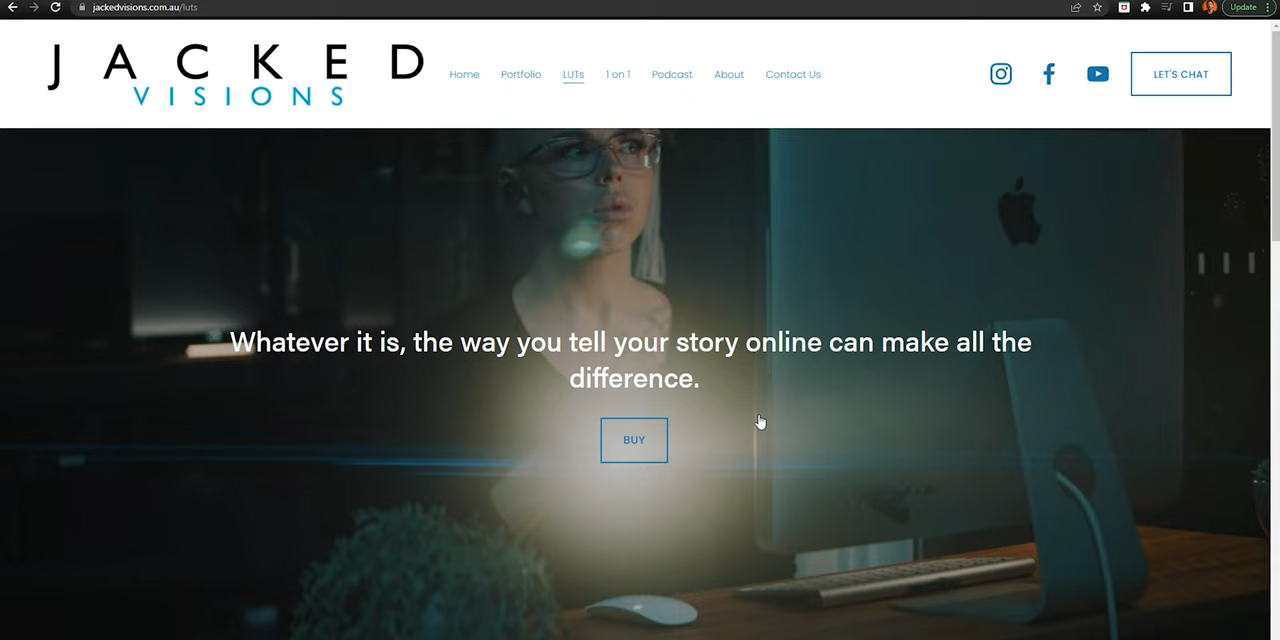 jackedvisions.com.au/luts
Update
JACKED
VISIONS
Home
Portfolio
LUTs
1 on 1
Podcast
About
Contact Us
LET'S CHAT
Whatever it is, the way you tell your story online can make all the
difference.
BUY